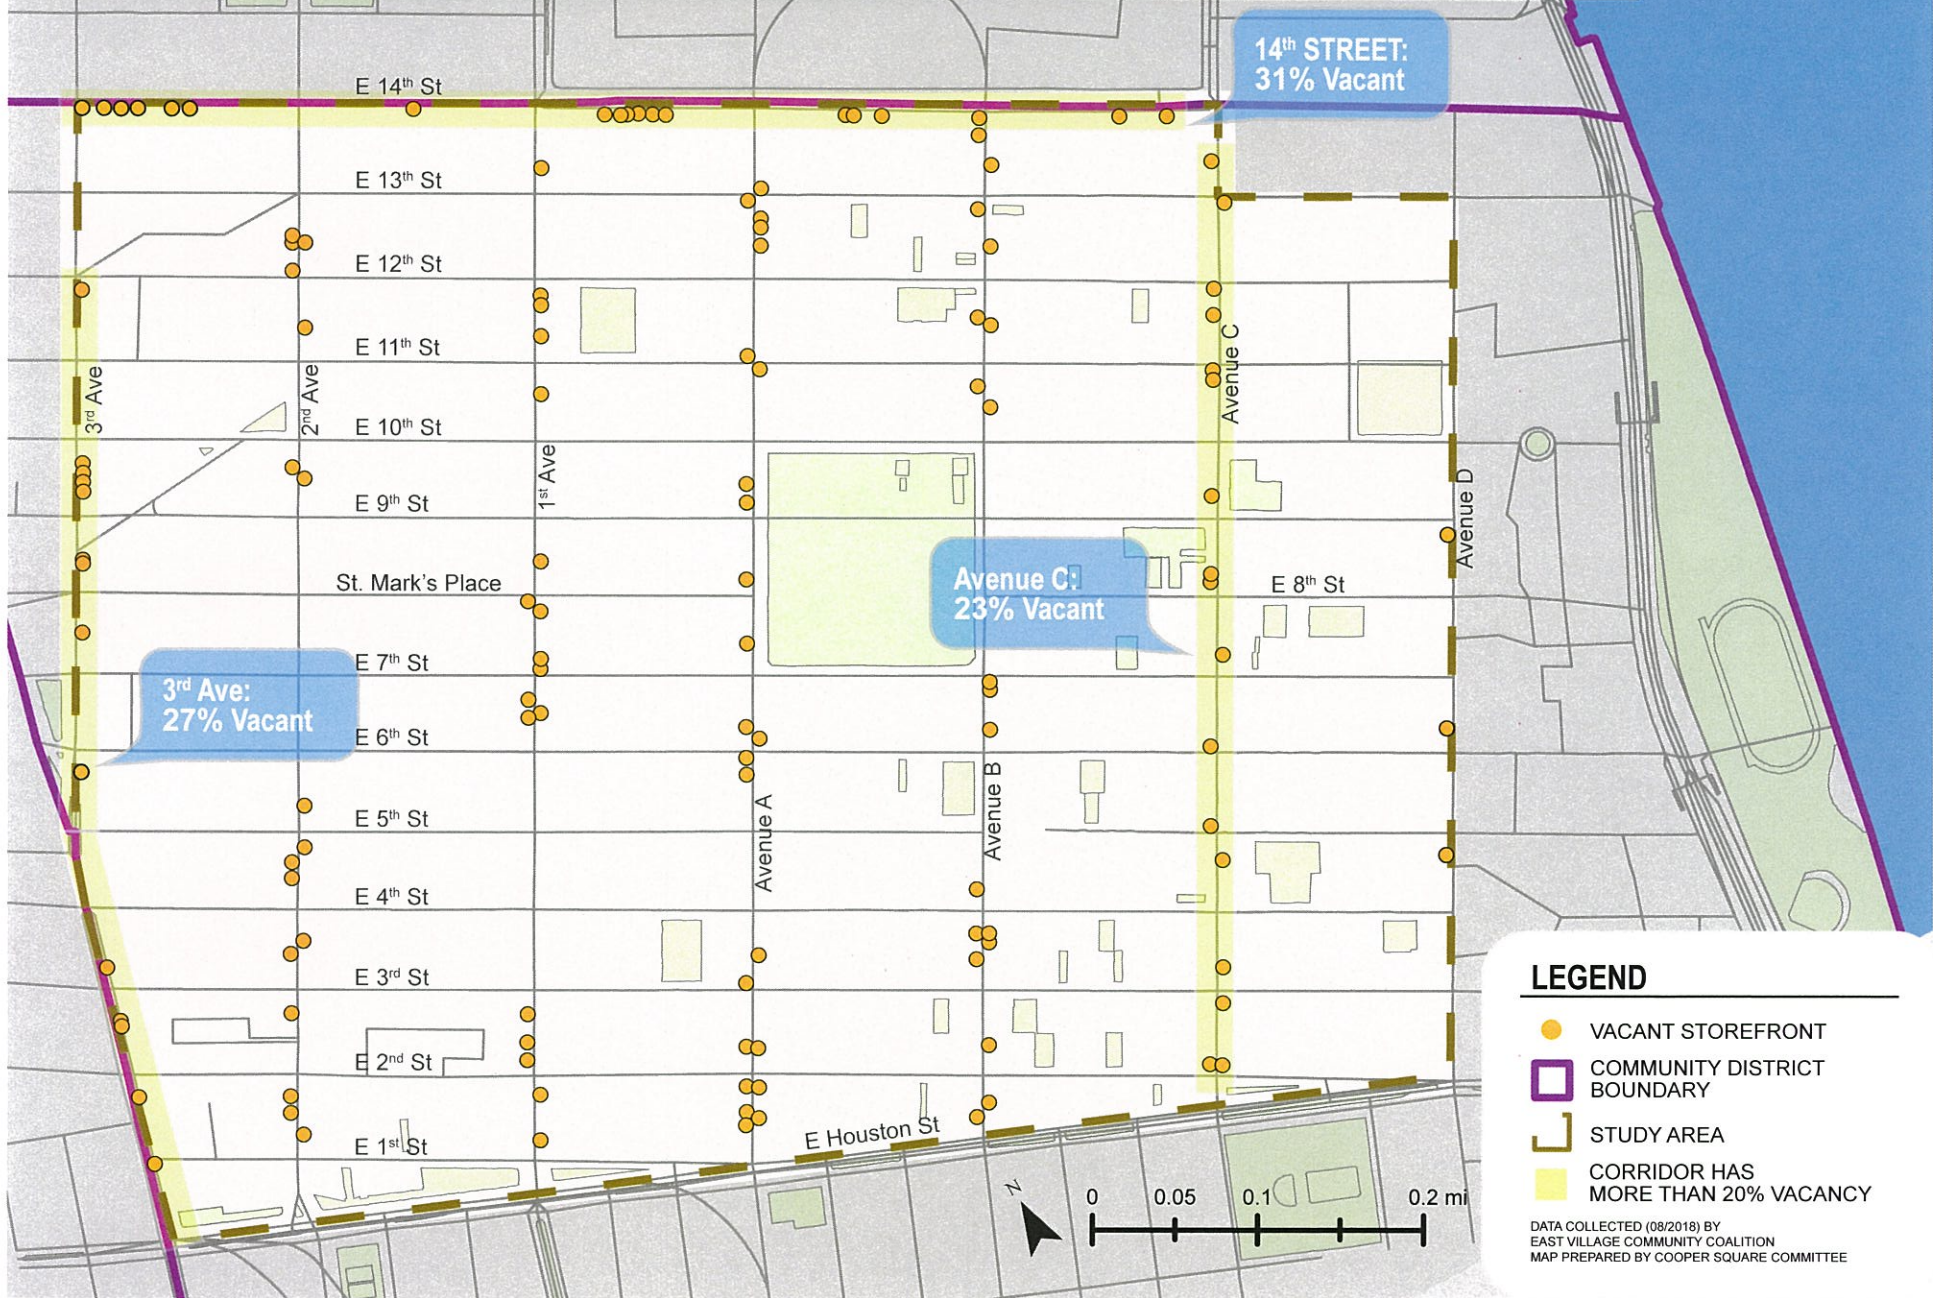 14th STREET:
31% Vacant
E 14th St
E 13th St
E 12th St
E 11th St
3rd Ave
2nd Ave
Avenue C
E 10th St
1st Ave
E 9th St
Avenue D
St. Mark's Place
Avenue C:
23% Vacant
E 8th St
E 7th St
3rd Ave:
27% Vacant
E 6th St
E 5th St
Avenue A
Avenue B
E 4th St
E 3rd St
E 2nd St
E 1st St
E Houston St
N
0 0.05 0.1 0.2 mi
LEGEND
VACANT STOREFRONT
COMMUNITY DISTRICT
BOUNDARY
STUDY AREA
CORRIDOR HAS
MORE THAN 20% VACANCY
DATA COLLECTED (08/2018) BY
EAST VILLAGE COMMUNITY COALITION
MAP PREPARED BY COOPER SQUARE COMMITTEE